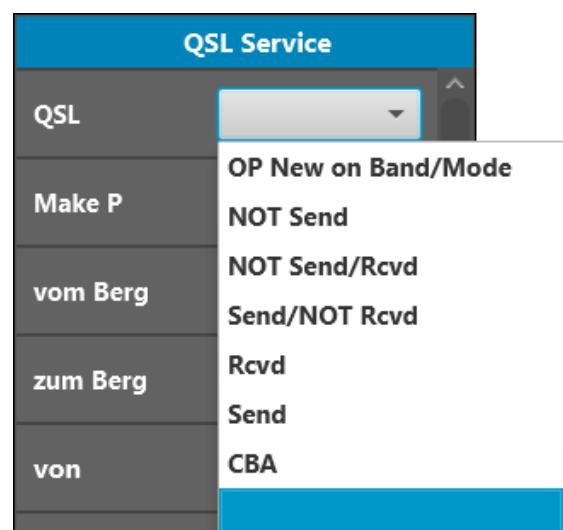 QSL Service
QSL
OP New on Band/Mode
NOT Send
NOT Send/Rcvd
Send/NOT Rcvd
Rcvd
Send
CBA
Make P
vom Berg
zum Berg
von